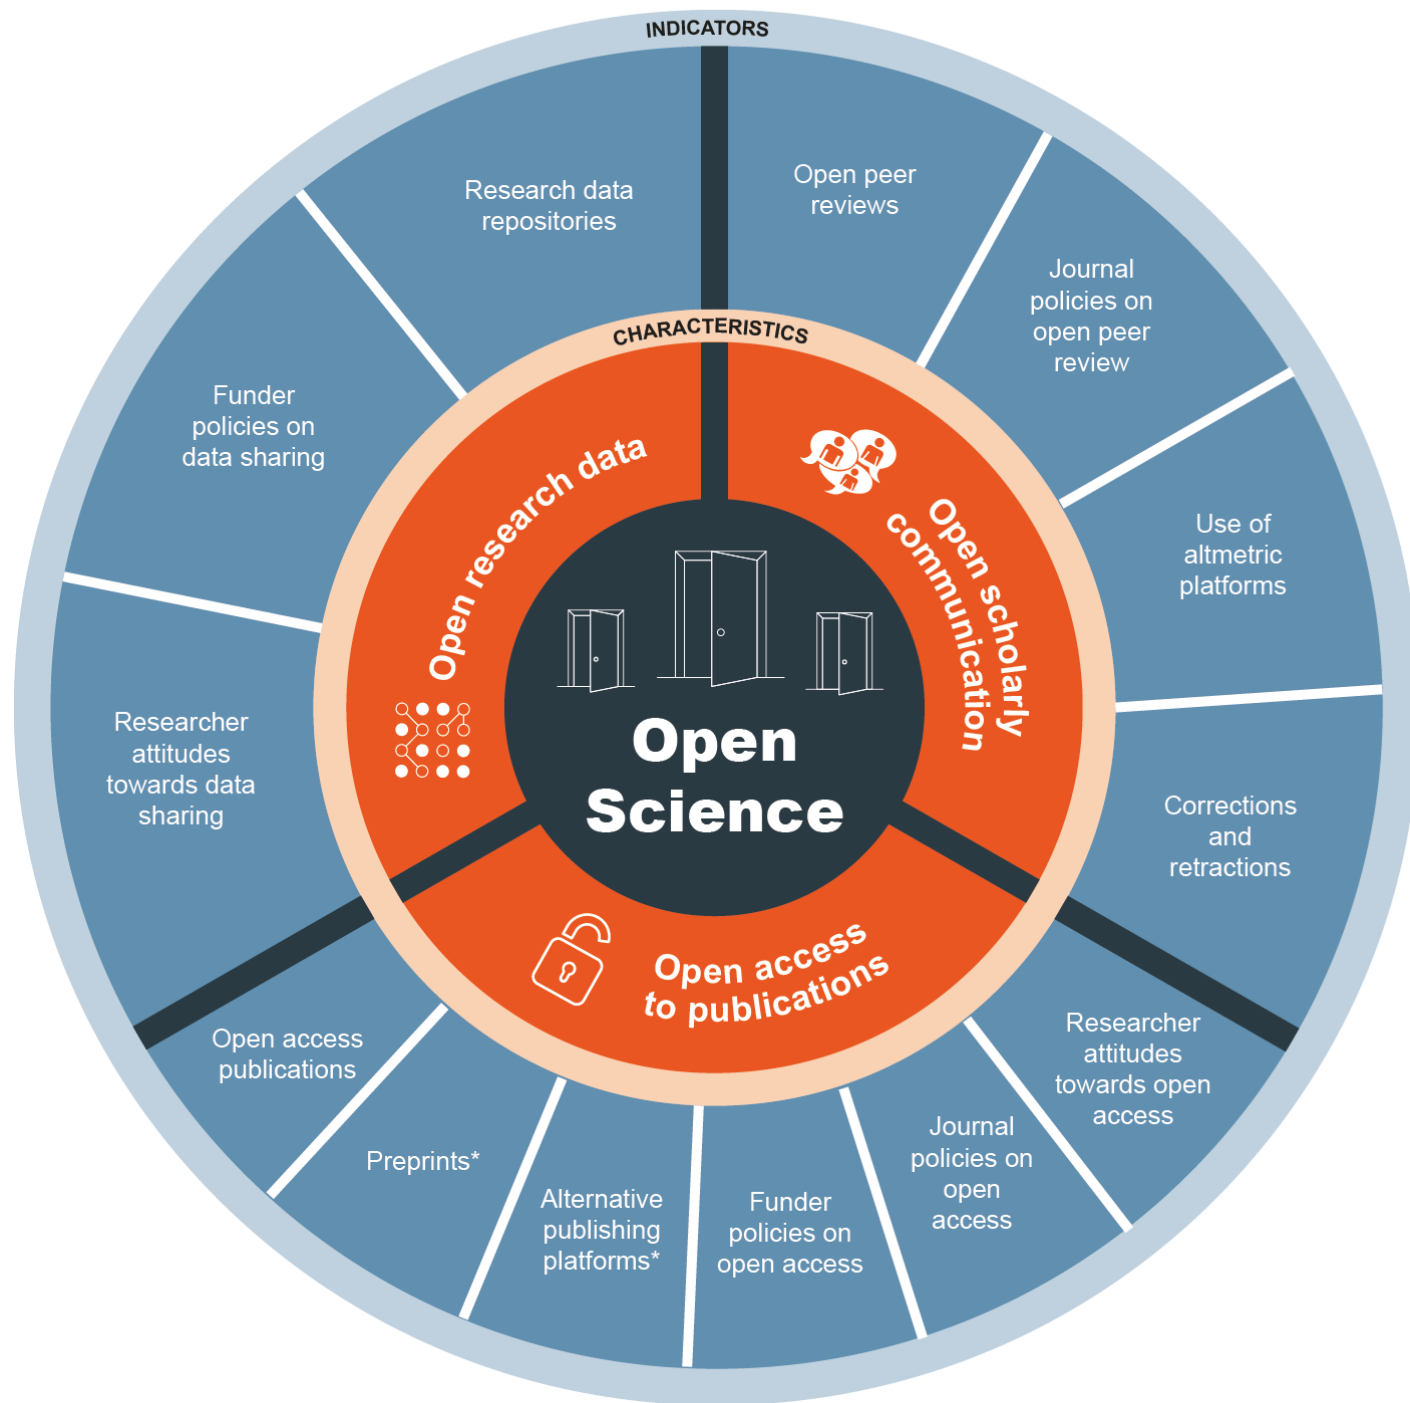 INDICATORS
Research data
repositories
Open peer
reviews
Journal
policies on
open peer
review
Use of
altmetric
platforms
Corrections
and
retractions
Researcher
attitudes
towards open
access
Journal
policies on
open
access
Funder
policies on
open access
Alternative
publishing
platforms*
Preprints*
Open access
publications
Researcher
attitudes
towards data
sharing
Funder
policies on
data sharing
CHARACTERISTICS
Open research data
Open scholarly
communication
Open access
to publications
Open
Science